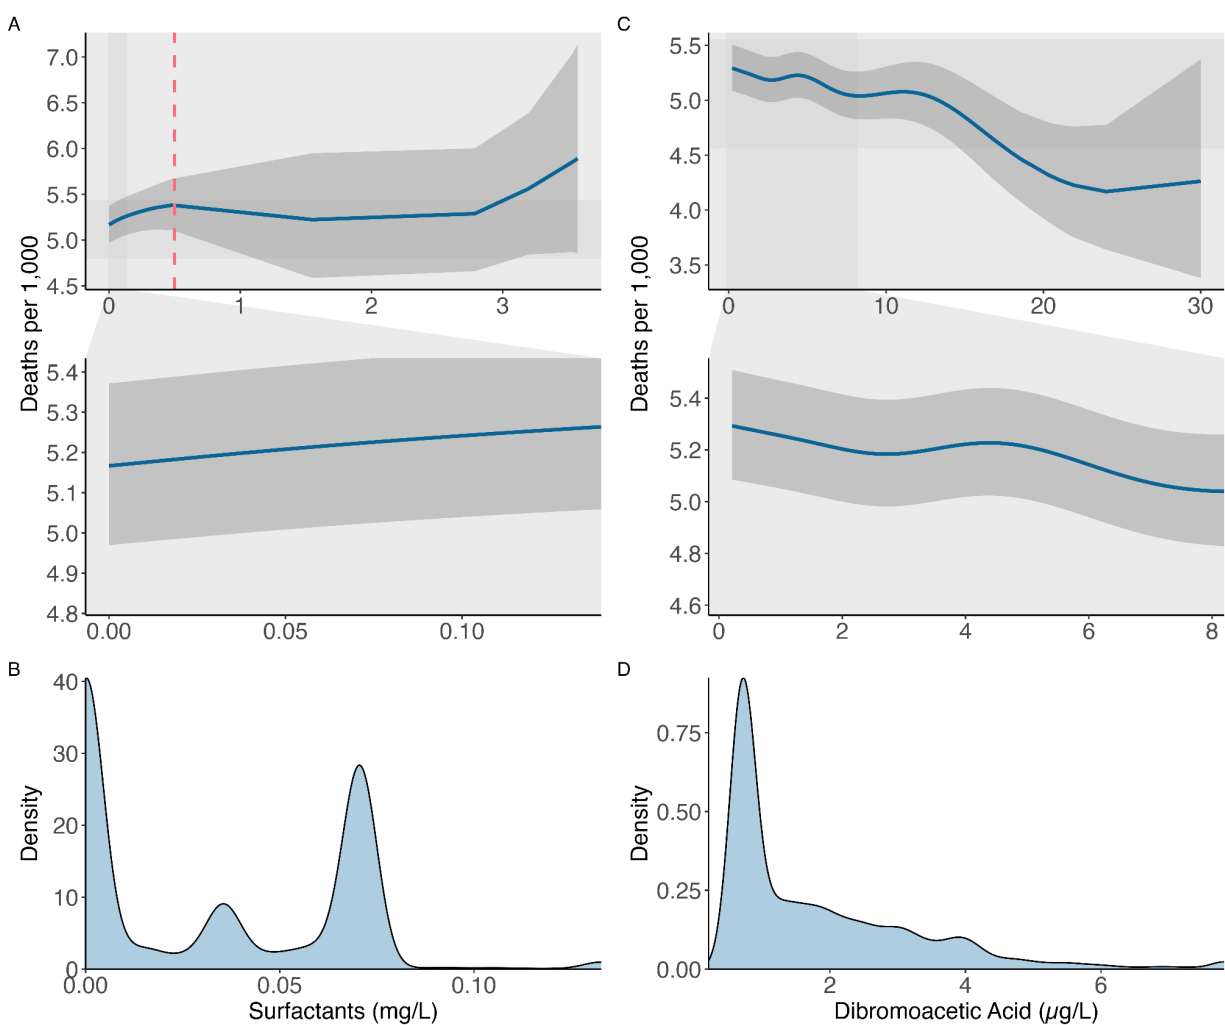 A
7.0
6.5
6.0
5.5
5.0
4.5
0 1 2 3
Deaths per 1,000
5.4
5.3
5.2
5.1
5.0
4.9
4.8
0.00 0.05 0.10
B
40
30
20
10
0
Density
0.00 0.05 0.10
Surfactants (mg/L)
C
5.5
5.0
4.5
4.0
3.5
0 10 20 30
Deaths per 1,000
5.4
5.2
5.0
4.8
4.6
0 2 4 6 8
D
0.75
0.50
0.25
0.00
Density
2 4 6
Dibromoacetic Acid (µg/L)